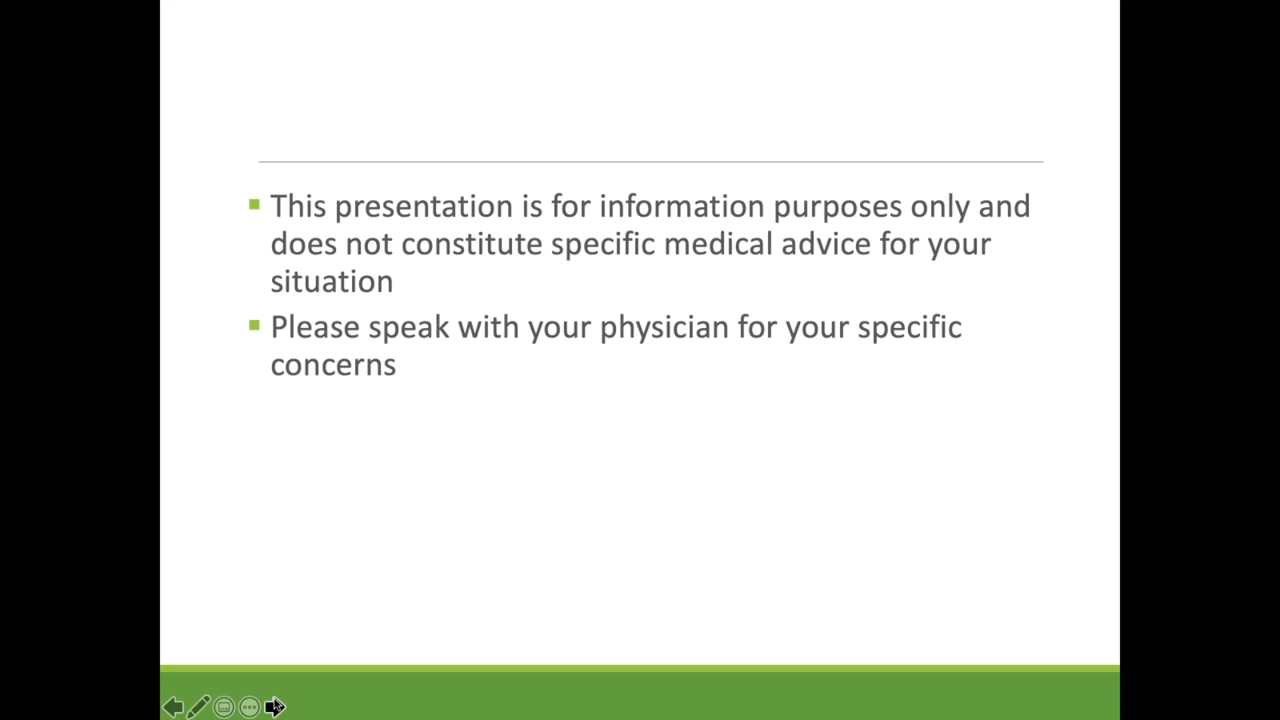 This presentation is for information purposes only and
does not constitute specific medical advice for your
situation
Please speak with your physician for your specific
concerns